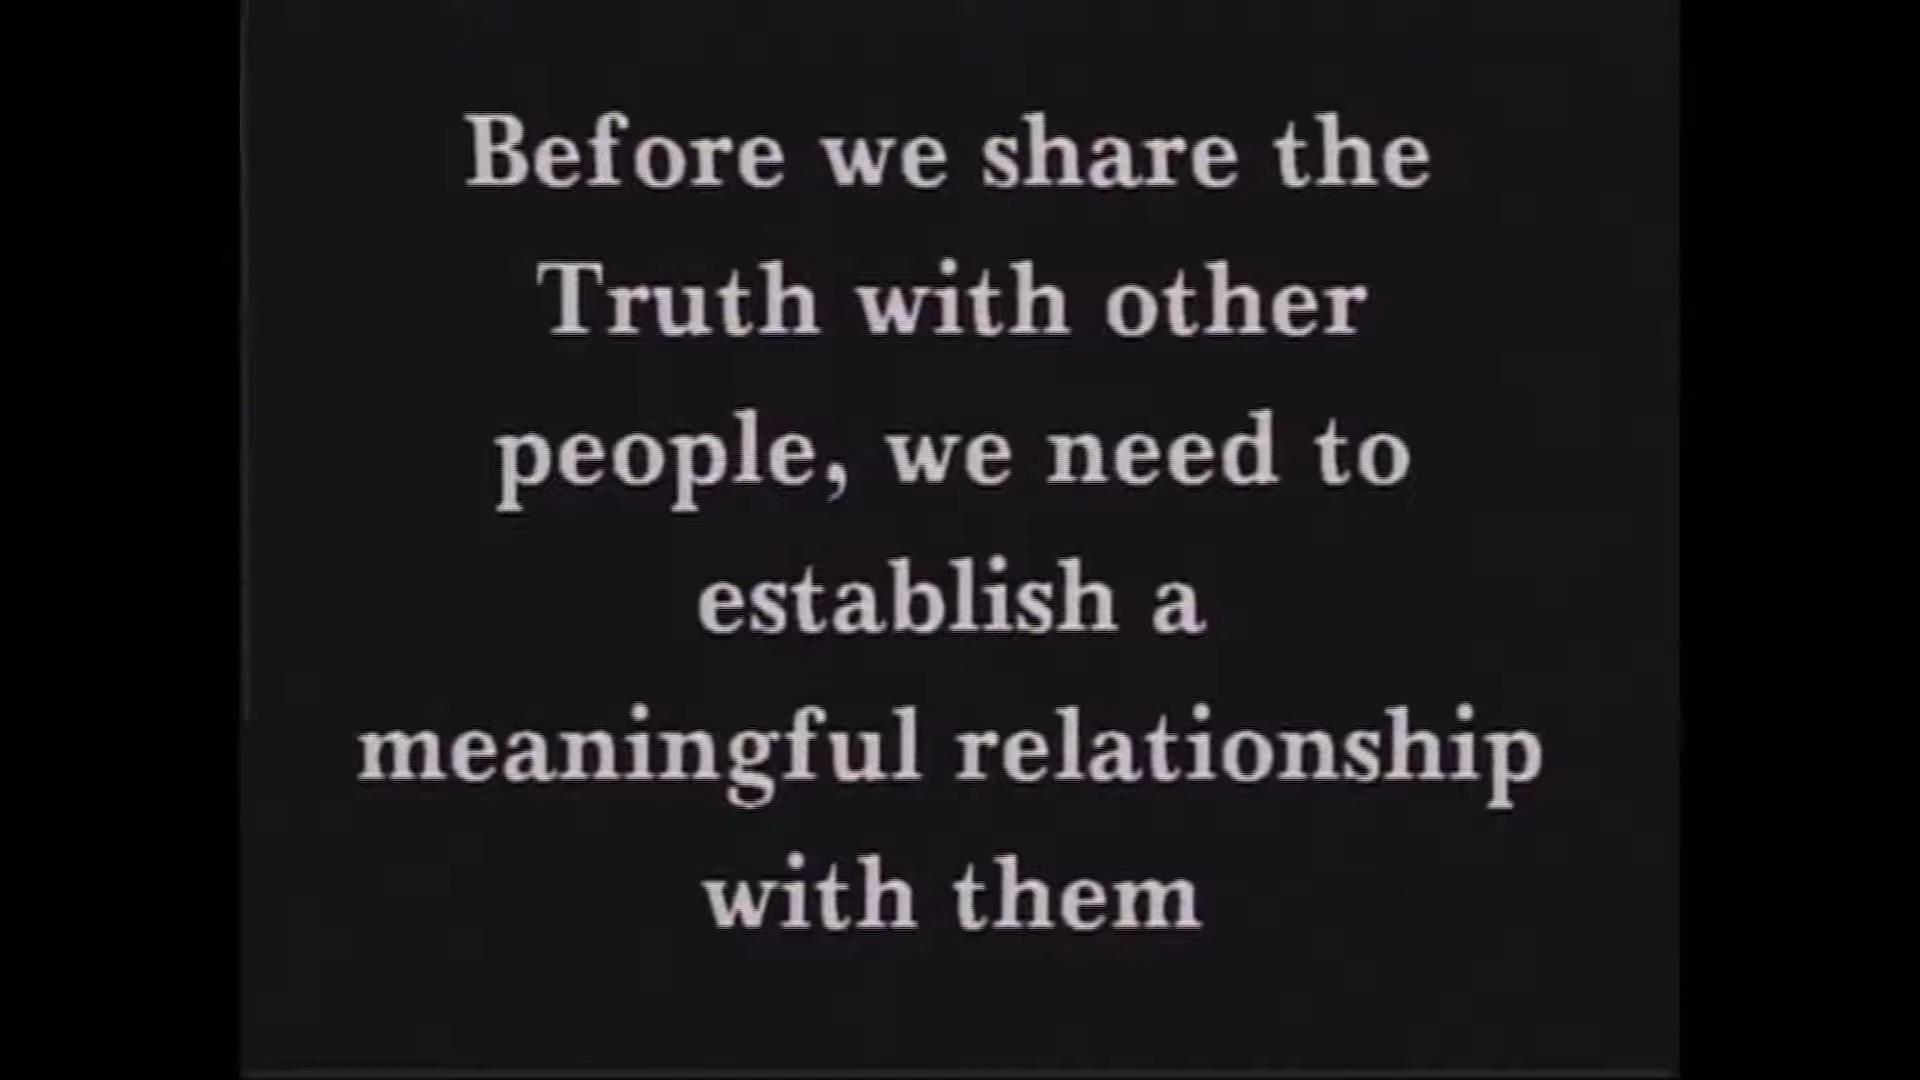 Before we share the
Truth with other
people, we need to
establish a
meaningful relationship
with them